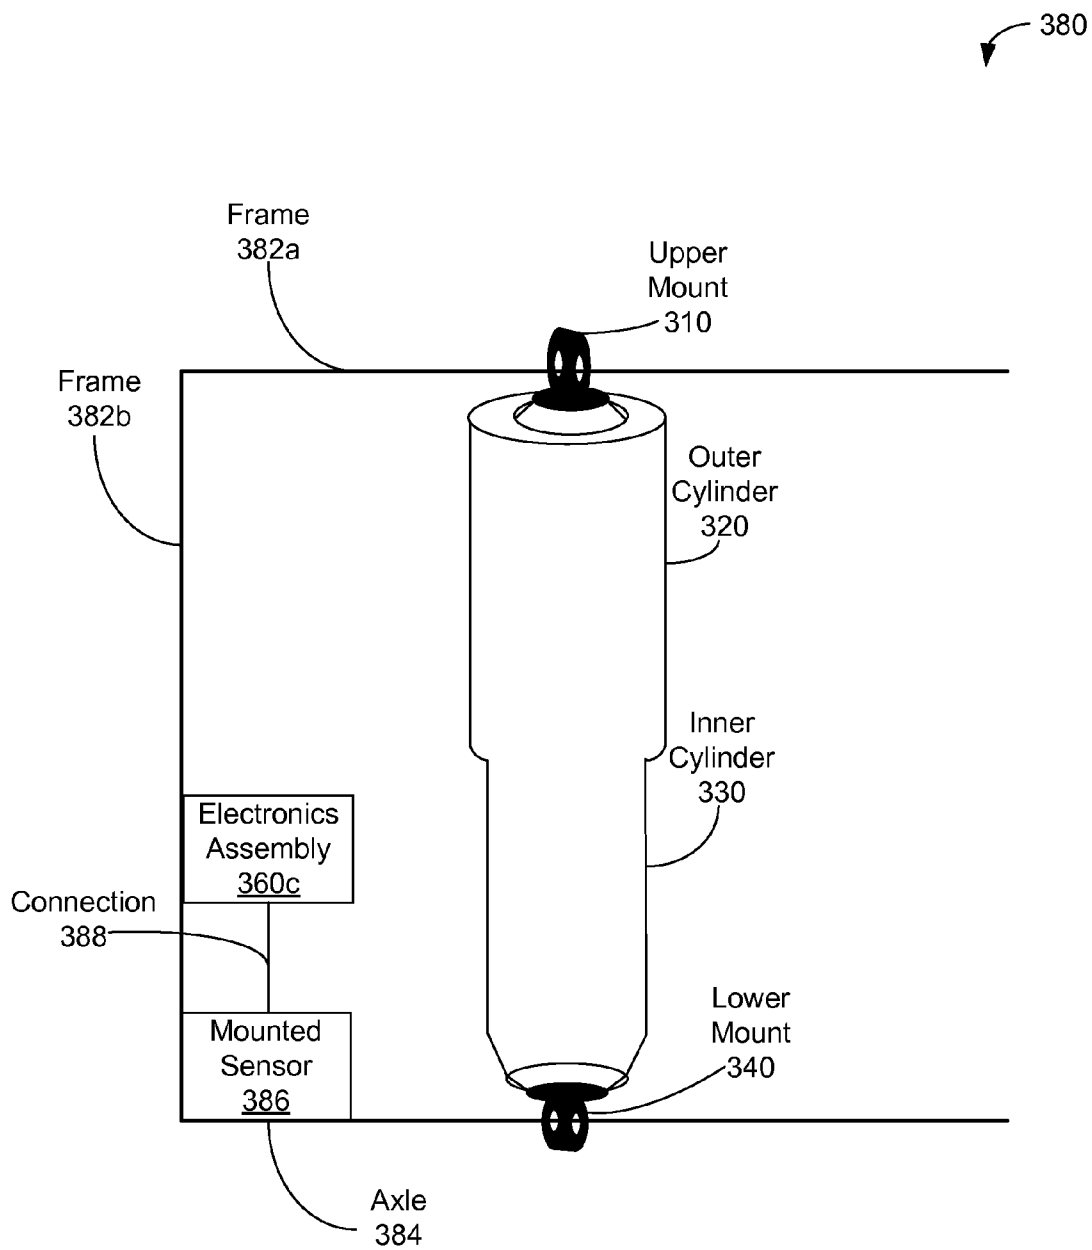 380
Frame
382a
Upper
Mount
310
Frame
382b
Outer
Cylinder
320
Inner
Cylinder
330
Electronics
Assembly
360c
Connection
388
Lower
Mount
340
Mounted
Sensor
386
Axle
384